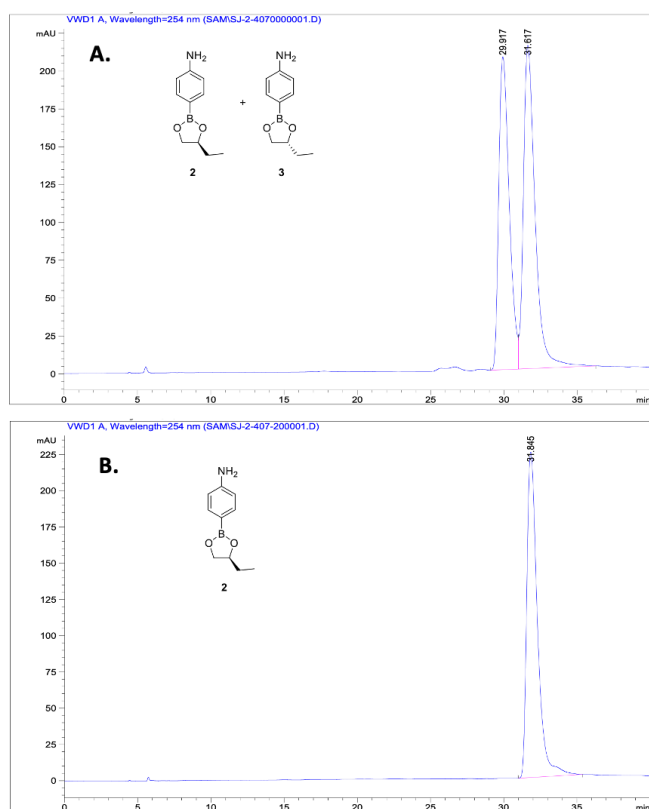 VWD1 A, Wavelength=254 nm (SAM\SJ-2-4070000001.D)
mAU
A.
29.917
31.617
200
175
150
125
100
75
50
25
0
NH2
NH2
B
O
O
+
B
O
O
2
3
0
5
10
15
20
25
30
35
min
VWD1 A, Wavelength=254 nm (SAM\SJ-2-407-200001.D)
mAU
B.
31.845
225
200
175
150
125
100
75
50
25
0
NH2
B
O
O
2
0
5
10
15
20
25
30
35
min